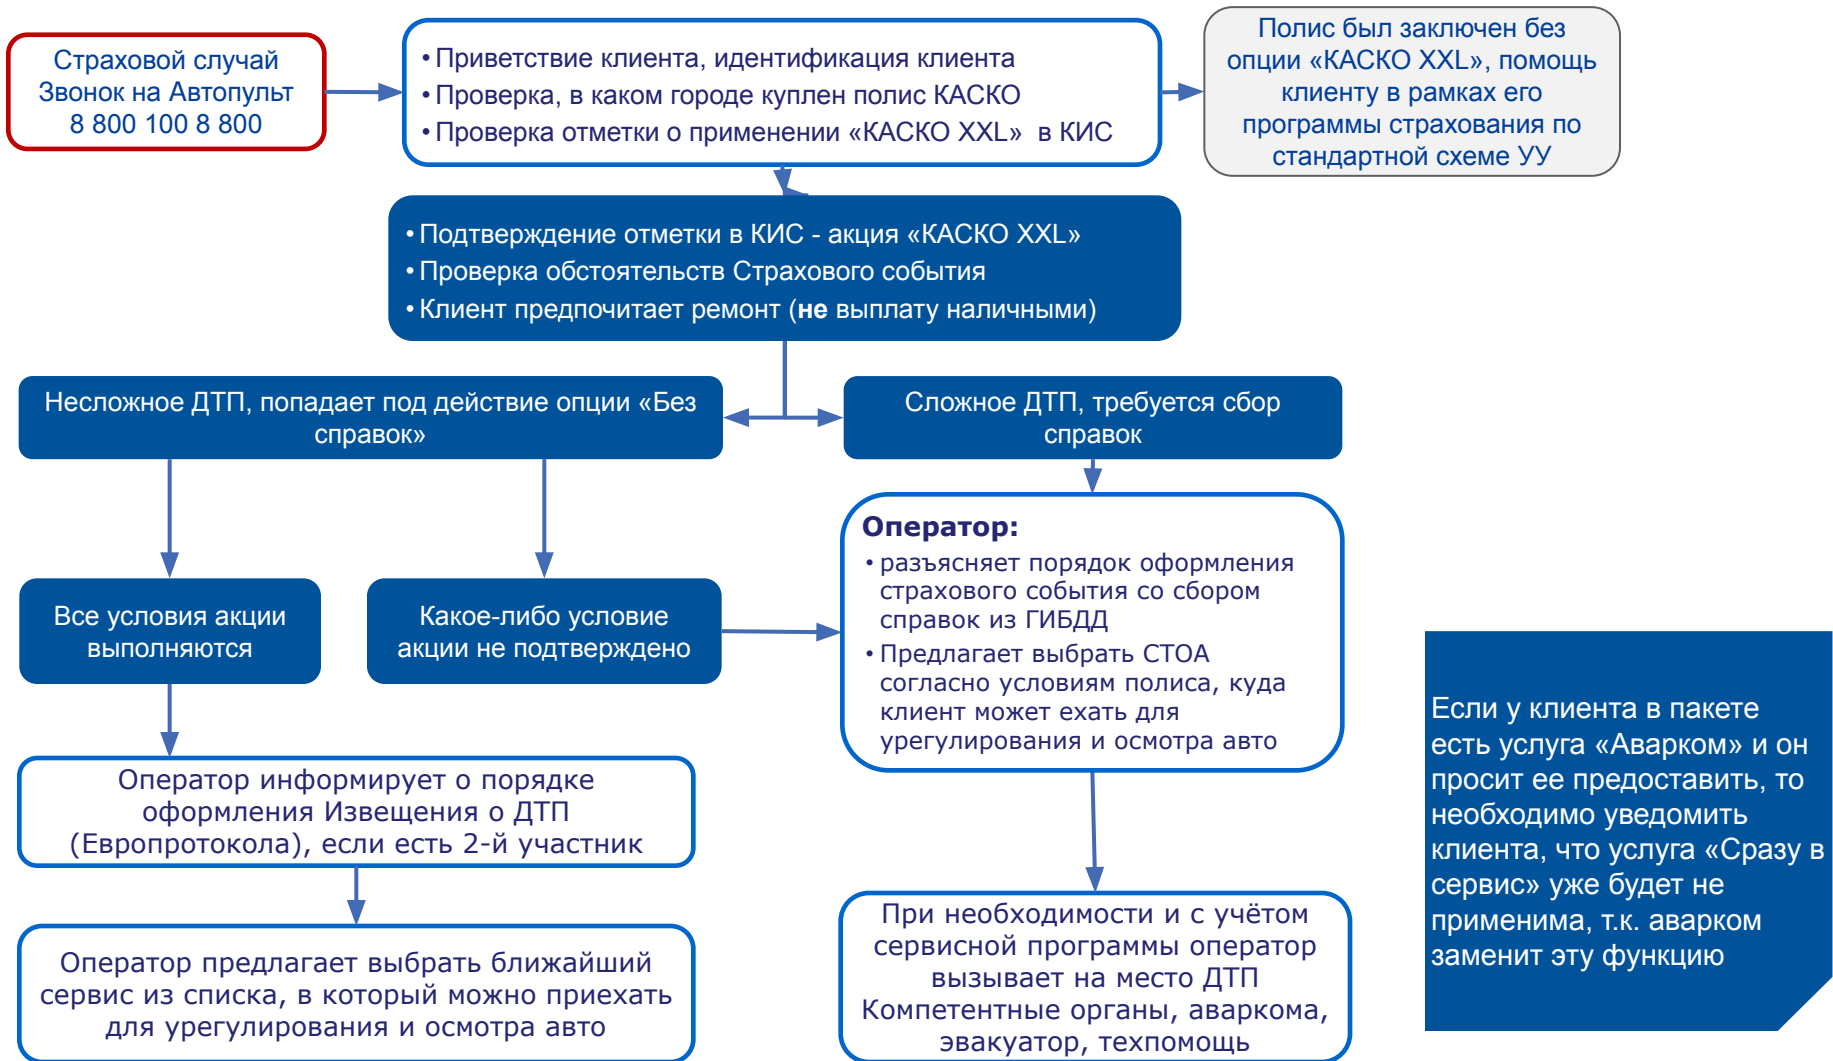 Страховой случай
Звонок на Автопульт
8 800 100 8 800
• Приветствие клиента, идентификация клиента
• Проверка, в каком городе куплен полис КАСКО
• Проверка отметки о применении «КАСКО XXL» в КИС
Полис был заключен без
опции «КАСКО XXL», помощь
клиенту в рамках его
программы страхования по
стандартной схеме УУ
• Подтверждение отметки в КИС - акция «КАСКО XXL»
• Проверка обстоятельств Страхового события
• Клиент предпочитает ремонт (не выплату наличными)
Несложное ДТП, попадает под действие опции «Без
справок»
Сложное ДТП, требуется сбор
справок
Все условия акции
выполняются
Какое-либо условие
акции не подтверждено
Оператор:
• разъясняет порядок оформления
страхового события со сбором
справок из ГИБДД
• Предлагает выбрать СТОА
согласно условиям полиса, куда
клиент может ехать для
урегулирования и осмотра авто
Оператор информирует о порядке
оформления Извещения о ДТП
(Европротокола), если есть 2-й участник
Оператор предлагает выбрать ближайший
сервис из списка, в который можно приехать
для урегулирования и осмотра авто
При необходимости и с учётом
сервисной программы оператор
вызывает на место ДТП
Компетентные органы, аваркома,
эвакуатор, техпомощь
Если у клиента в пакете
есть услуга «Аварком» и он
просит ее предоставить, то
необходимо уведомить
клиента, что услуга «Сразу в
сервис» уже будет не
применима, т.к. аварком
заменит эту функцию